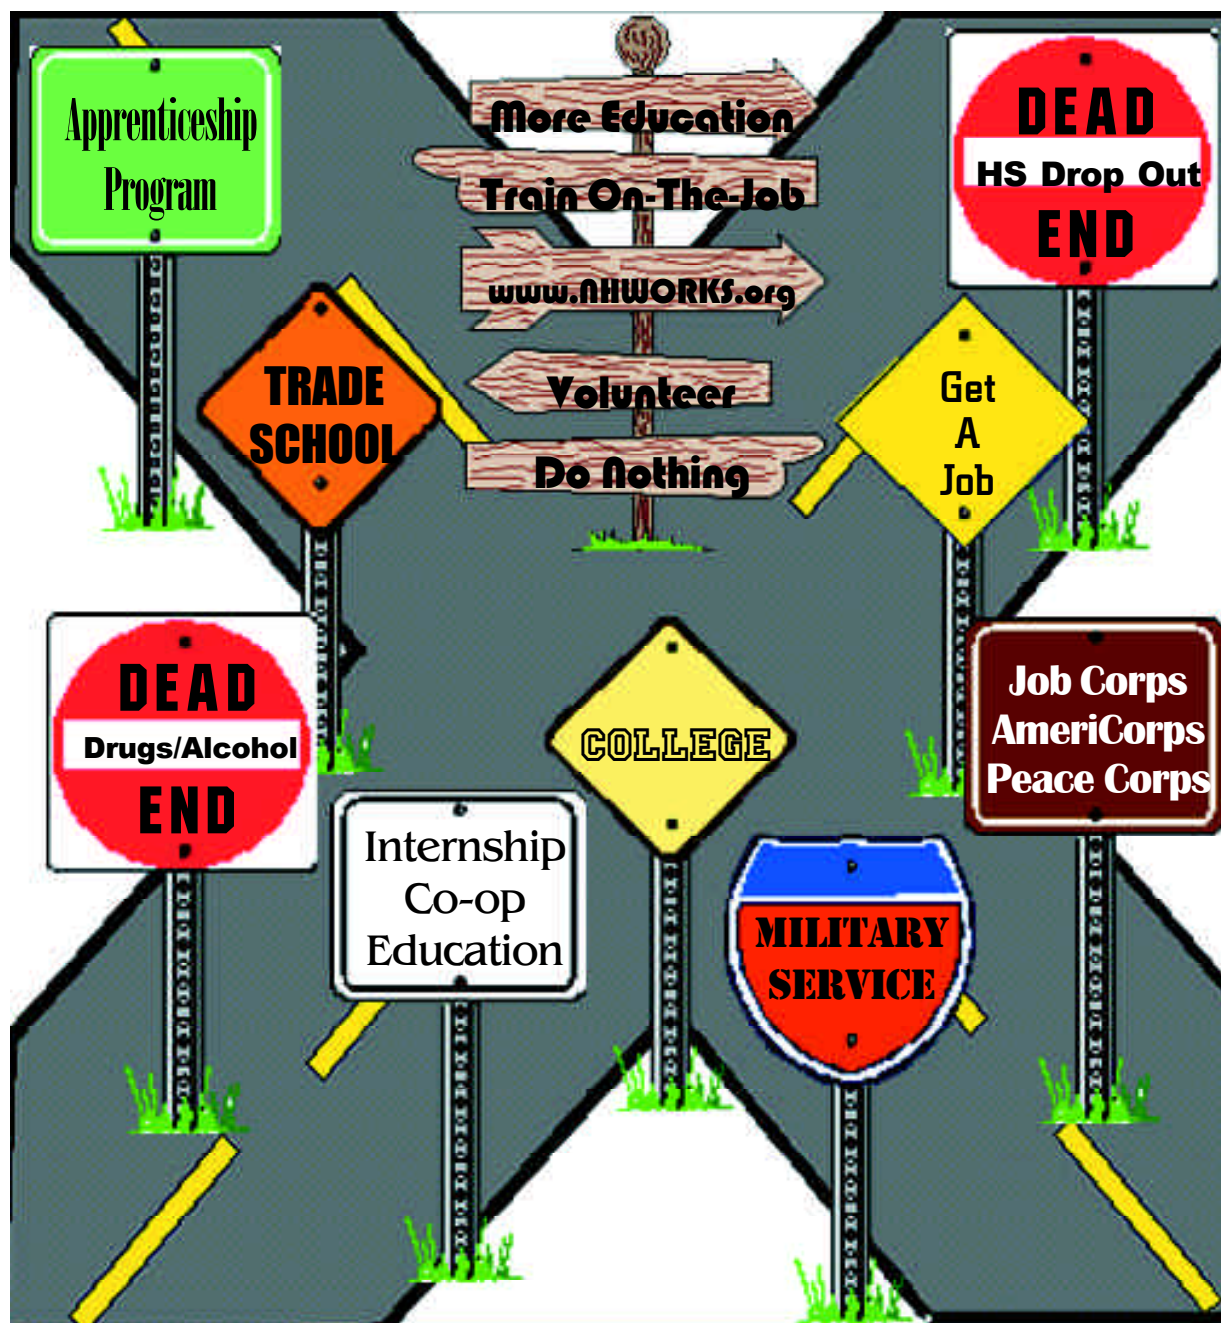 Apprenticeship
Program
More Education
Train On-The-Job
www.NHWORKS.org
Volunteer
Do Nothing
DEAD
HS Drop Out
END
TRADE
SCHOOL
Get
A
Job
DEAD
Drugs/Alcohol
END
COLLEGE
Job Corps
AmeriCorps
Peace Corps
Internship
Co-op
Education
MILITARY
SERVICE